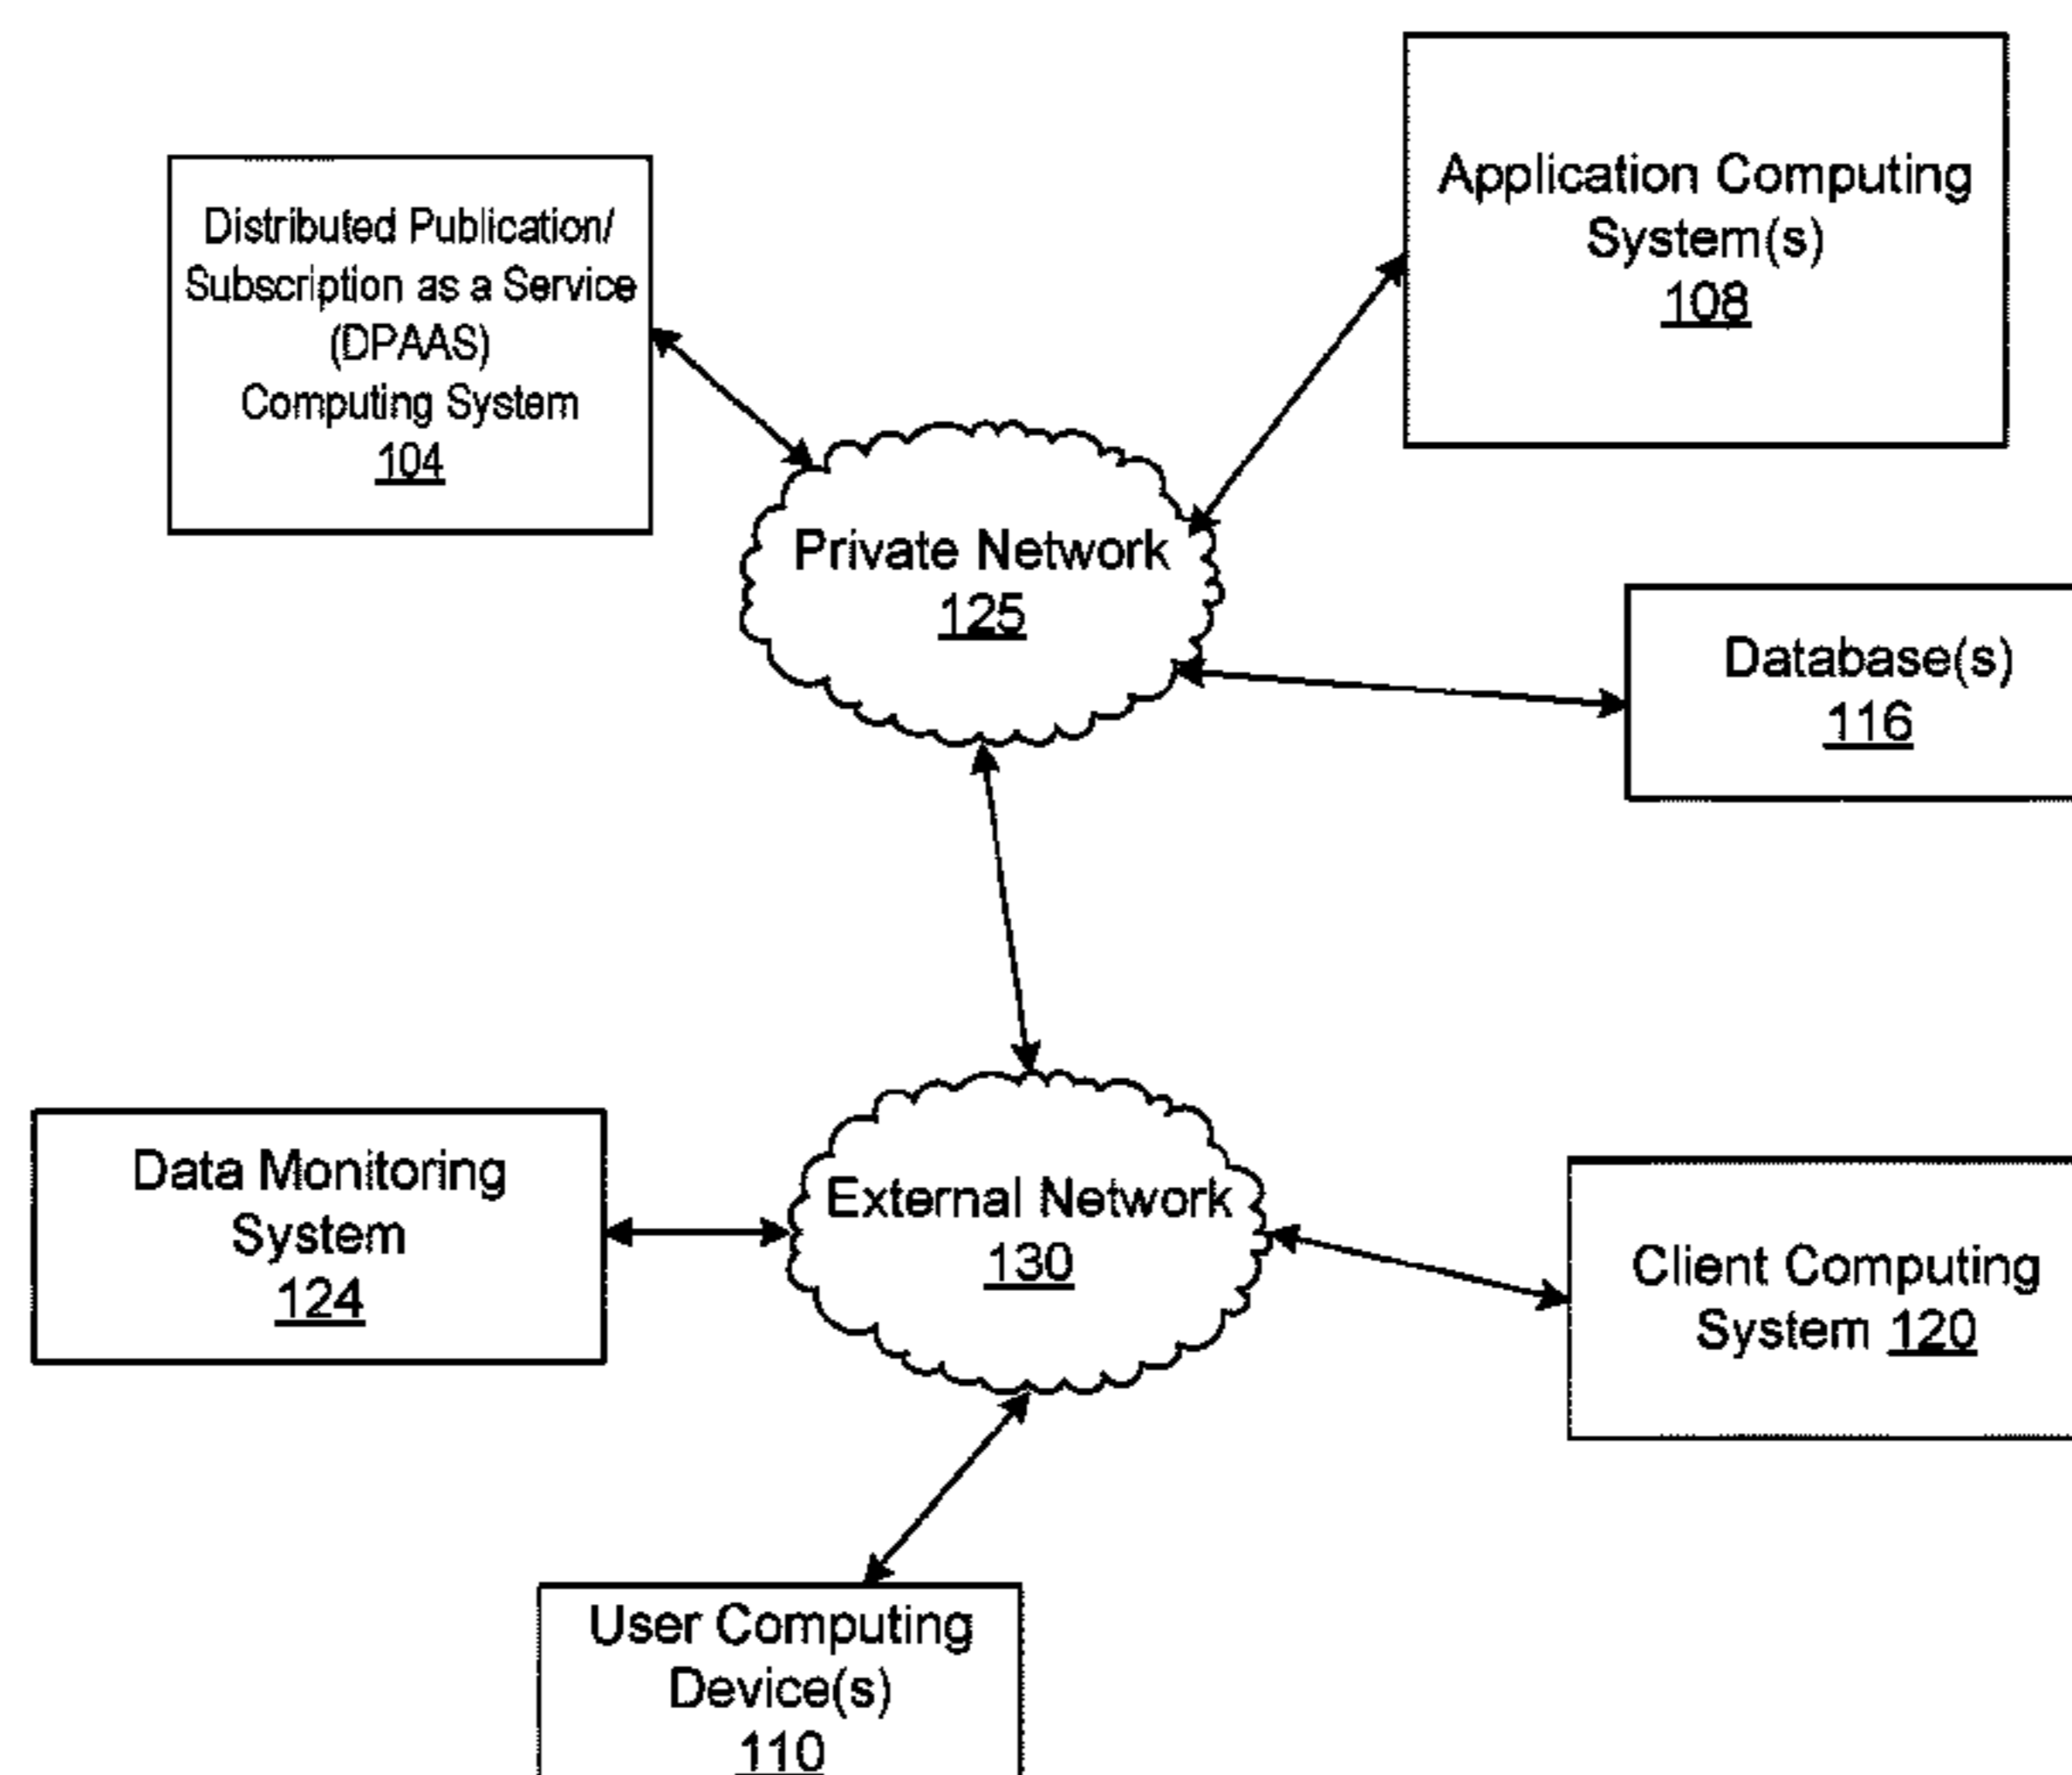 Distributed Publication/
Subscription as a Service
(DPAAS)
Computing System
104
Application Computing
System(s)
108
Private Network
125
Database(s)
116
Data Monitoring
System
124
External Network
130
Client Computing
System 120
User Computing
Device(s)
110